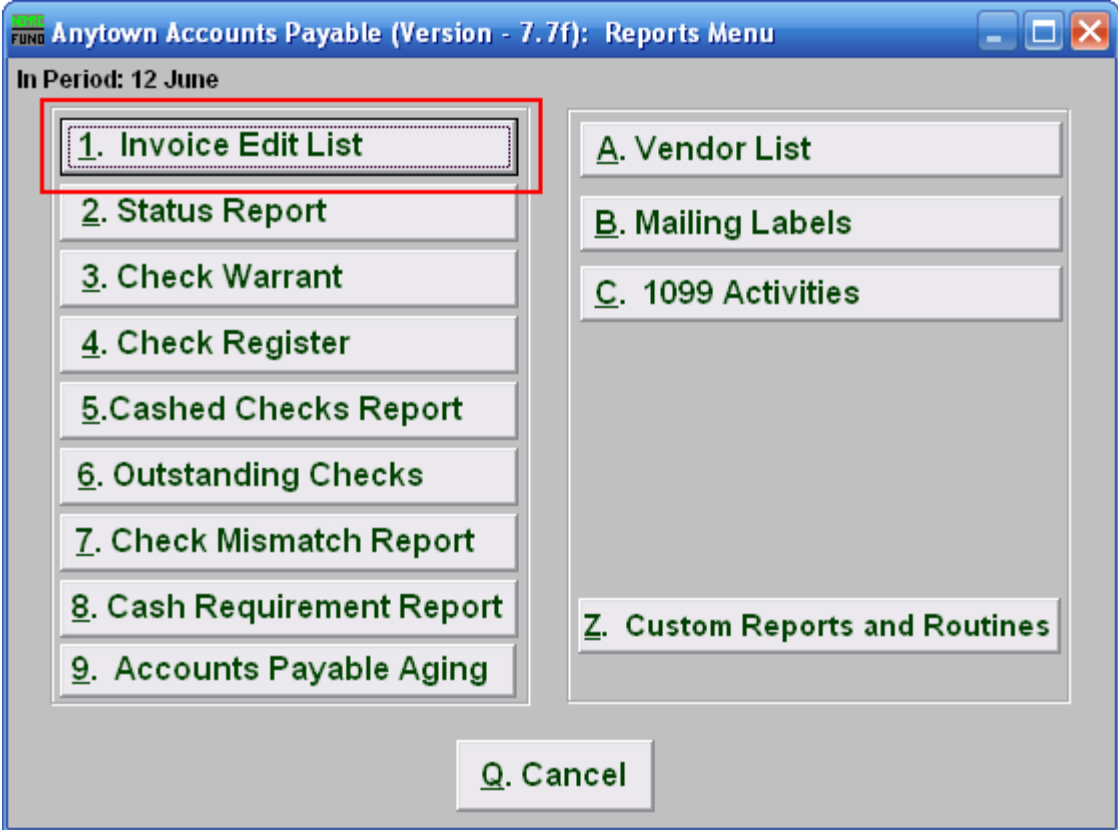 FUND Anytown Accounts Payable (Version - 7.7f): Reports Menu
In Period: 12 June
1. Invoice Edit List
2. Status Report
3. Check Warrant
4. Check Register
5.Cashed Checks Report
6. Outstanding Checks
7. Check Mismatch Report
8. Cash Requirement Report
9. Accounts Payable Aging
A. Vendor List
B. Mailing Labels
C. 1099 Activities
Z. Custom Reports and Routines
Q. Cancel